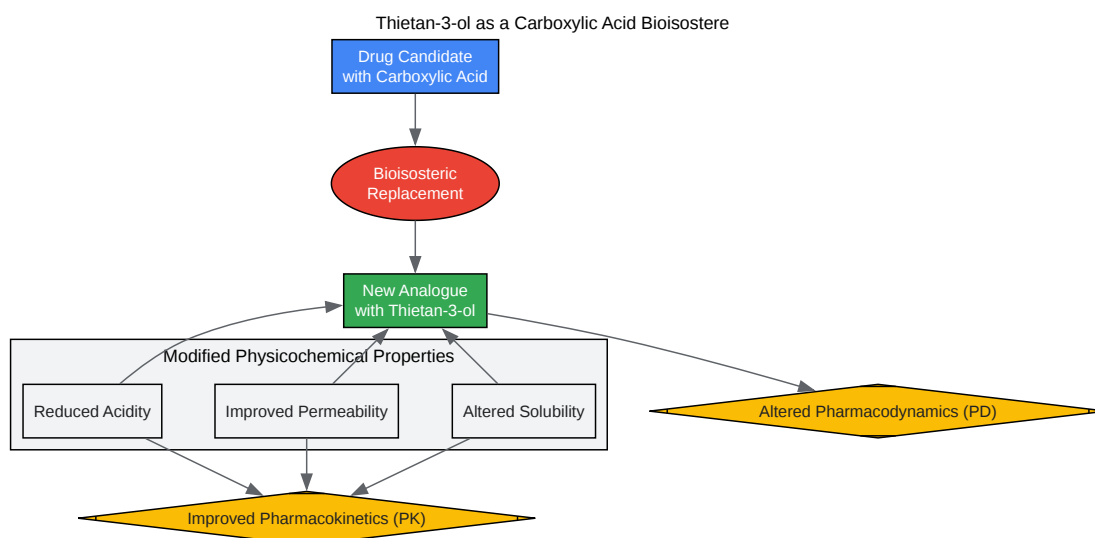 Thietan-3-ol as a Carboxylic Acid Bioisostere
Drug Candidate
with Carboxylic Acid
Bioisosteric
Replacement
New Analogue
with Thietan-3-ol
Modified Physicochemical Properties
Reduced Acidity
Improved Permeability
Altered Solubility
Altered Pharmacodynamics (PD)
Improved Pharmacokinetics (PK)